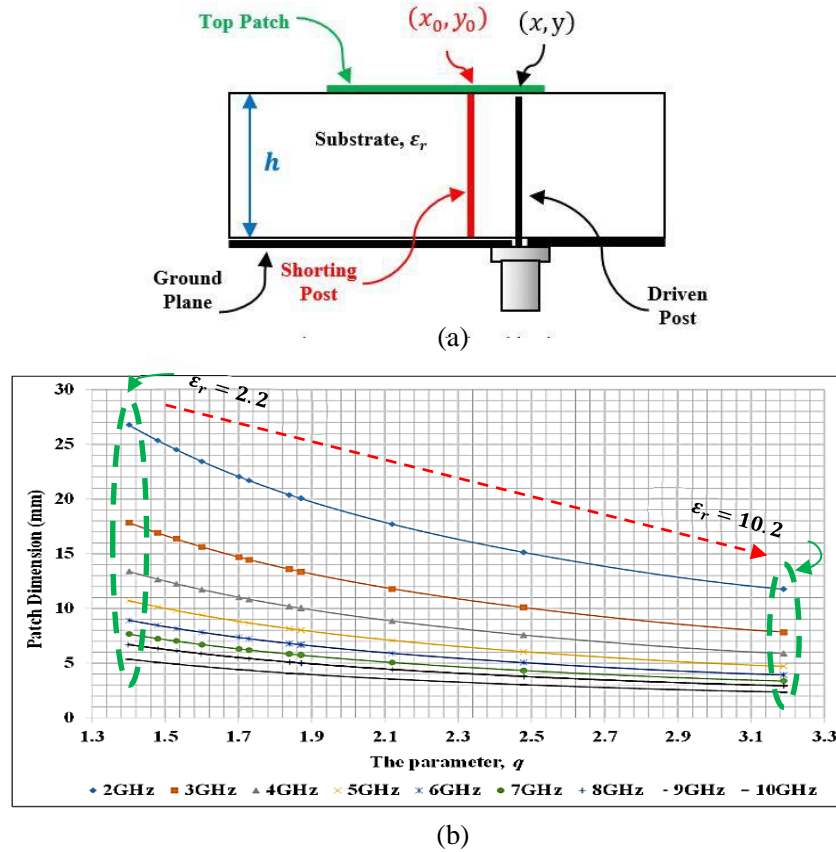 Top Patch
(x₀, y₀)
(x, y)
Substrate, εᵣ
h
Ground
Plane
Shorting
Post
Driven
Post
(a)
30
25
20
15
10
5
0
Patch Dimension (mm)
εᵣ = 2.2
εᵣ = 10.2
1.3 1.5 1.7 1.9 2.1 2.3 2.5 2.7 2.9 3.1 3.3
The parameter, q
2GHz 3GHz 4GHz 5GHz 6GHz 7GHz 8GHz 9GHz 10GHz
(b)